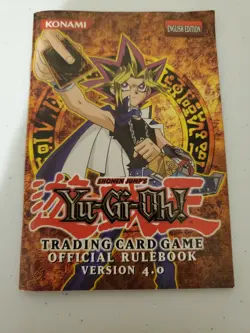 KONAMI
ENGLISH EDITION
SHONEN JUMP'S
Yu-Gi-Oh!
TRADING CARD GAME
OFFICIAL RULEBOOK
VERSION 4.0